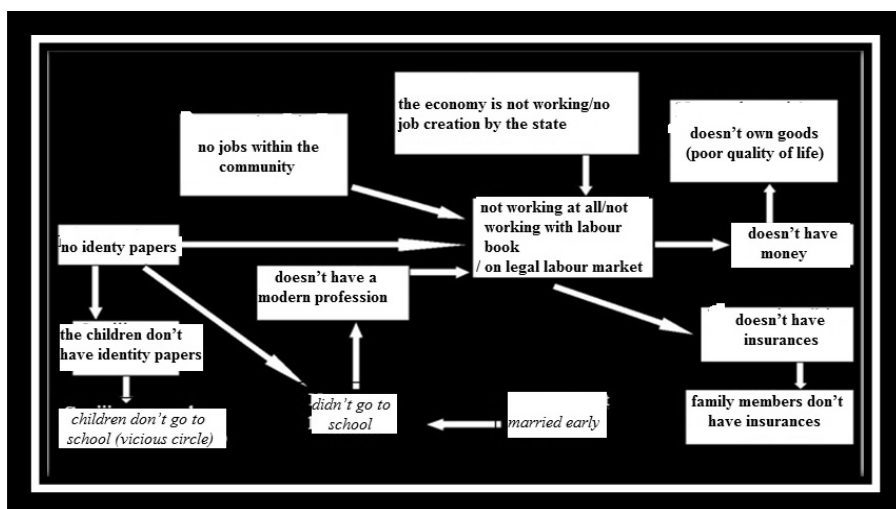 the economy is not working/no
job creation by the state
no jobs within the
community
doesn't own goods
(poor quality of life)
not working at all/not
working with labour
book
/ on legal labour market
no identy papers
doesn't have
money
doesn't have a
modern profession
the children don't
have identity papers
doesn't have
insurances
children don't go to
school (vicious circle)
didn't go to
school
married early
family members don't
have insurances